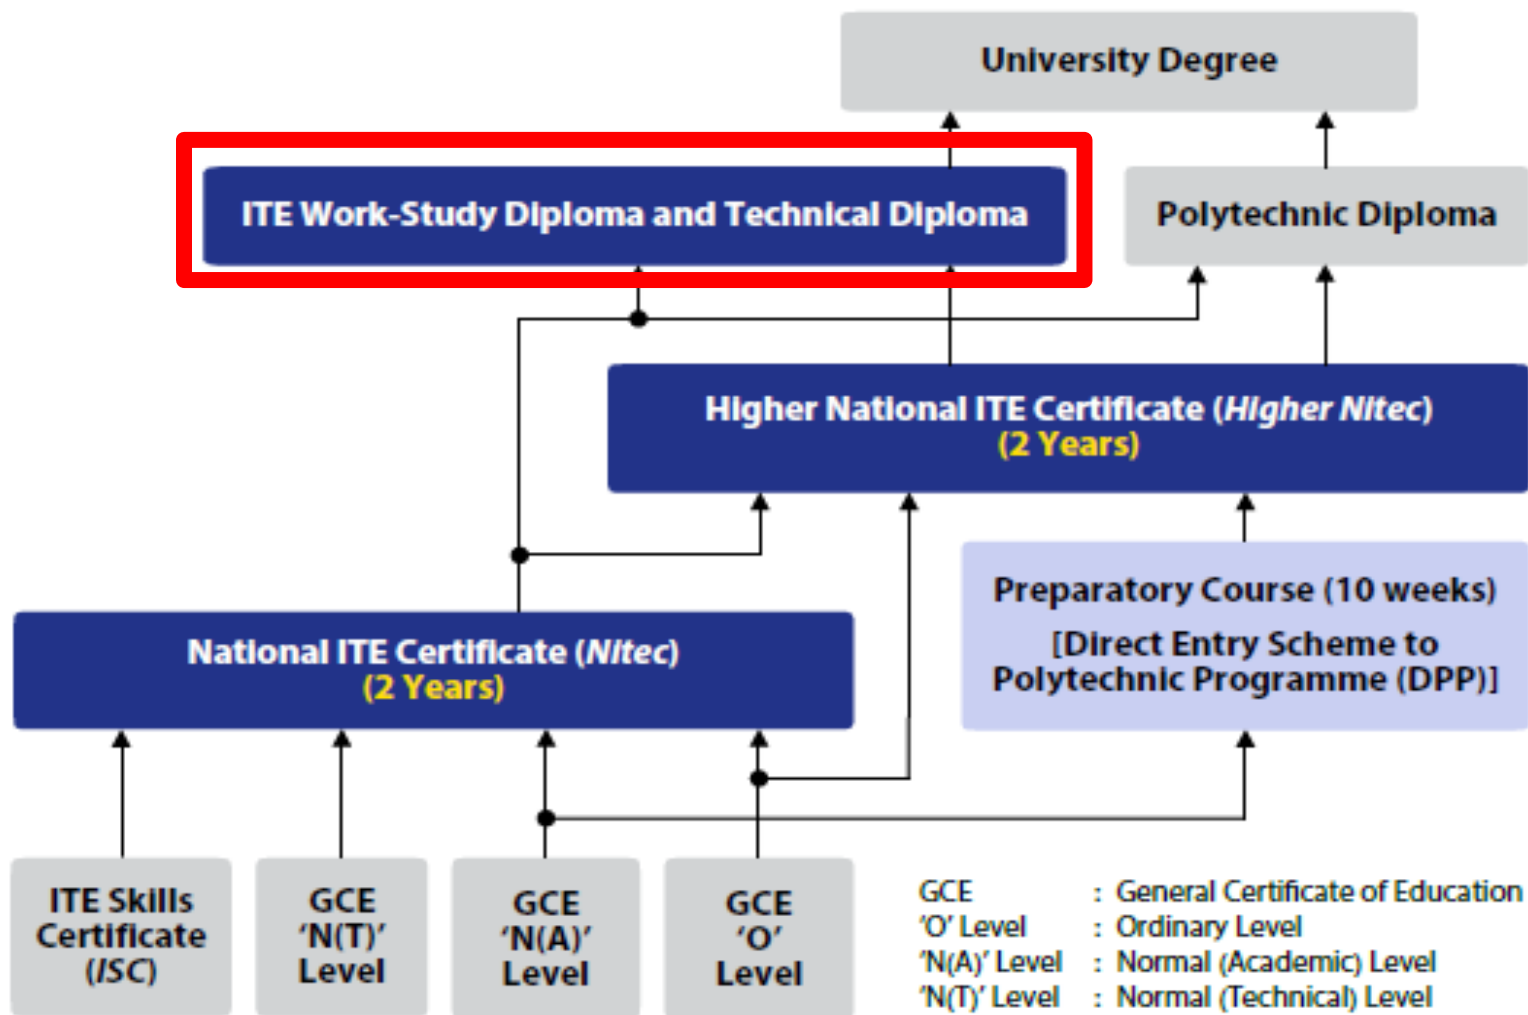 University Degree
ITE Work-Study Diploma and Technical Diploma
Polytechnic Diploma
Higher National ITE Certificate (Higher Nitec)
(2 Years)
Preparatory Course (10 weeks)
[Direct Entry Scheme to
Polytechnic Programme (DPP)]
National ITE Certificate (Nitec)
(2 Years)
ITE Skills
Certificate
(ISC)
GCE
‘N(T)’
Level
GCE
‘N(A)’
Level
GCE
‘O’
Level
GCE : General Certificate of Education
‘O’ Level : Ordinary Level
‘N(A)’ Level : Normal (Academic) Level
‘N(T)’ Level : Normal (Technical) Level